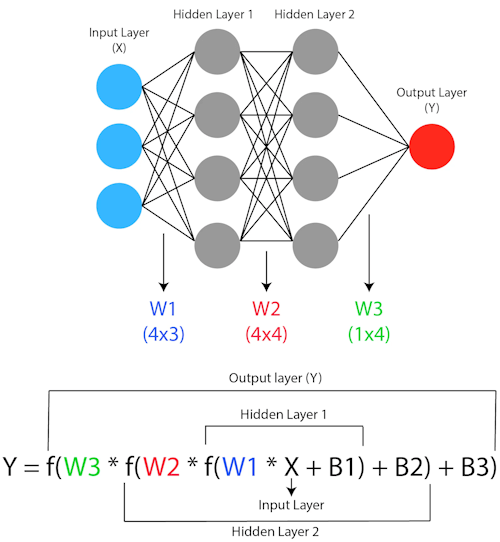 Hidden Layer 1
Hidden Layer 2
Input Layer
(X)
Output Layer
(Y)
W1
(4x3)
W2
(4x4)
W3
(1x4)
Output layer (Y)
Hidden Layer 1
Y = f(W3 * f(W2 * f(W1 * X + B1) + B2) + B3)
Input Layer
Hidden Layer 2